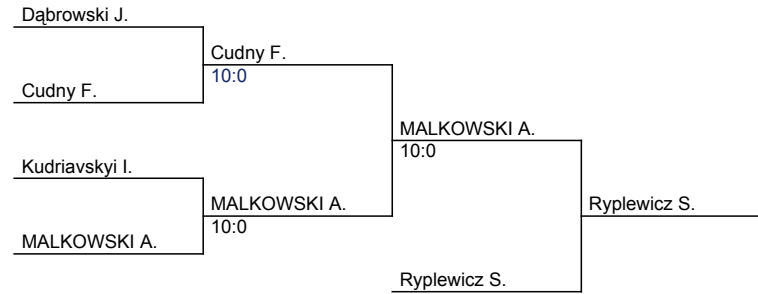 Dąbrowski J.
Cudny F.
10:0
Cudny F.
MALKOWSKI A.
10:0
Kudriavskyi I.
MALKOWSKI A.
Ryplewicz S.
10:0
MALKOWSKI A.
Ryplewicz S.